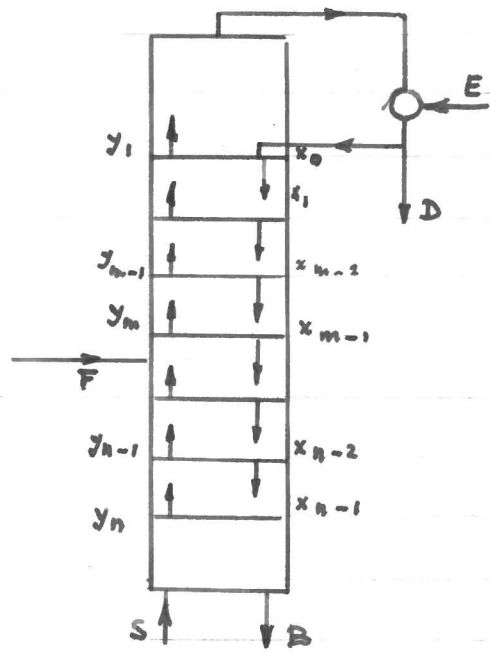 E
y₁ x₀
x₁
D
yₘ₋₁ xₘ₋₂
yₘ xₘ₋₁
F
yₙ₋₁ xₙ₋₂
yₙ xₙ₋₁
S B